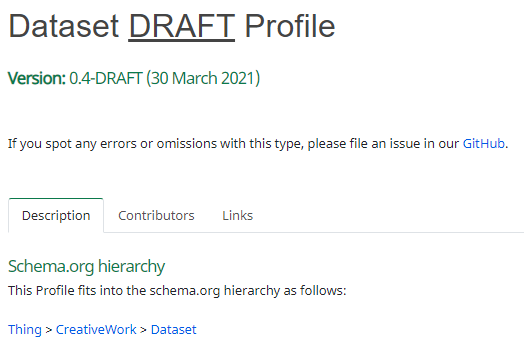 Dataset DRAFT Profile
Version: 0.4-DRAFT (30 March 2021)
If you spot any errors or omissions with this type, please file an issue in our GitHub.
Description Contributors Links
Schema.org hierarchy
This Profile fits into the schema.org hierarchy as follows:
Thing > CreativeWork > Dataset